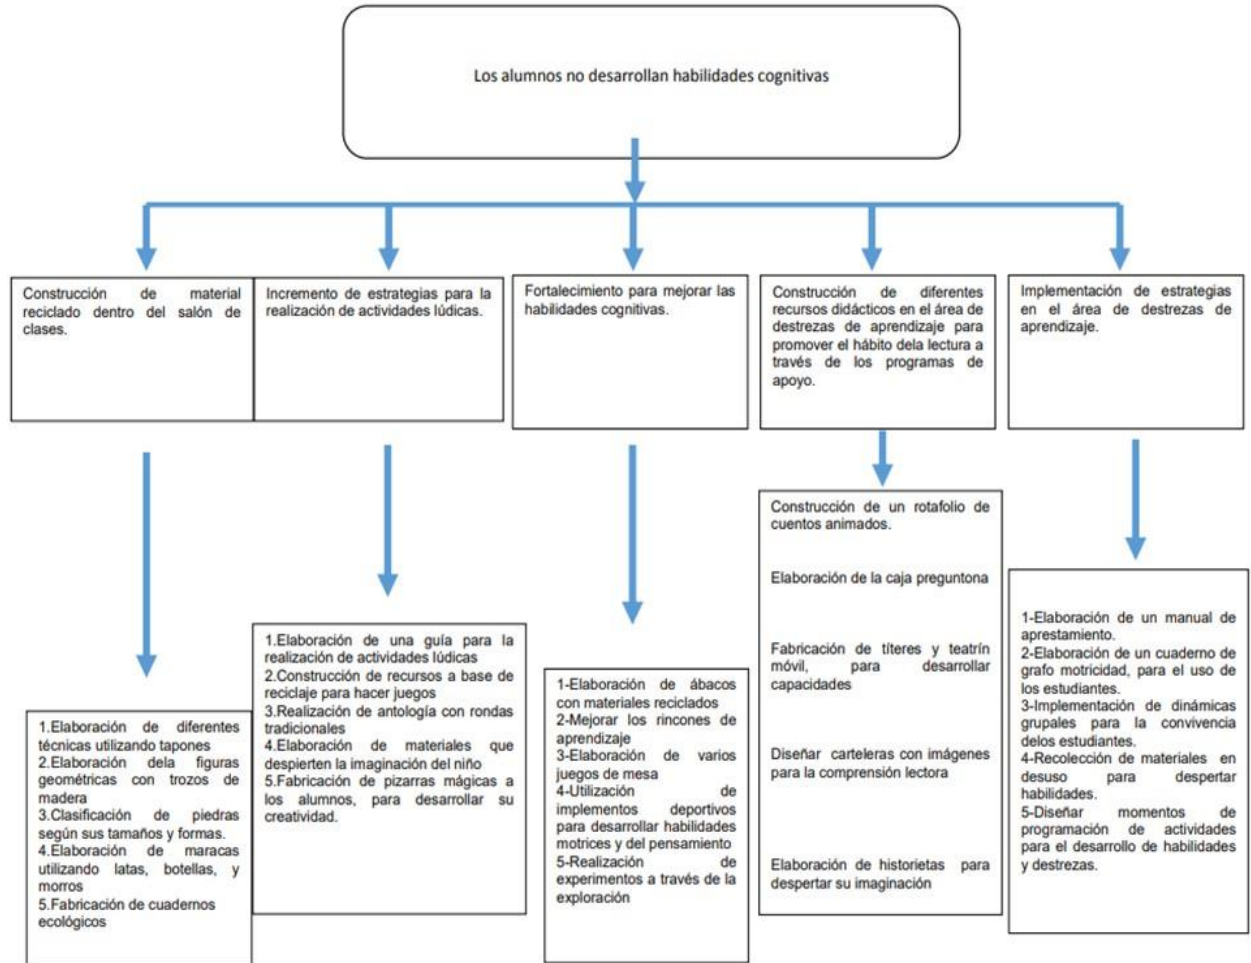 Los alumnos no desarrollan habilidades cognitivas
Construcción de material
reciclado dentro del salón de
clases.
Incremento de estrategias para la
realización de actividades lúdicas.
Fortalecimiento para mejorar las
habilidades cognitivas.
Construcción de diferentes
recursos didácticos en el área de
destrezas de aprendizaje para
promover el hábito dela lectura a
través de los programas de
apoyo.
Implementación de estrategias
en el área de destrezas de
aprendizaje.
1.Elaboración de diferentes
técnicas utilizando tapones
2.Elaboración dela figuras
geométricas con trozos de
madera
3.Clasificación de piedras
según sus tamaños y formas.
4.Elaboración de maracas
utilizando latas, botellas, y
morros
5.Fabricación de cuadernos
ecológicos
1.Elaboración de una guía para la
realización de actividades lúdicas
2.Construcción de recursos a base de
reciclaje para hacer juegos
3.Realización de antología con rondas
tradicionales
4.Elaboración de materiales que
despierten la imaginación del niño
5.Fabricación de pizarras mágicas a
los alumnos, para desarrollar su
creatividad.
1-Elaboración de ábacos
con materiales reciclados
2-Mejorar los rincones de
aprendizaje
3-Elaboración de varios
juegos de mesa
4-Utilización de
implementos deportivos
para desarrollar habilidades
motrices y del pensamiento
5-Realización de
experimentos a través de la
exploración
Construcción de un rotafolio de
cuentos animados.
Elaboración de la caja preguntona
Fabricación de títeres y teatrín
móvil, para desarrollar
capacidades
Diseñar carteleras con imágenes
para la comprensión lectora
Elaboración de historietas para
despertar su imaginación
1-Elaboración de un manual de
aprestamiento.
2-Elaboración de un cuaderno de
grafo motricidad, para el uso de
los estudiantes.
3-Implementación de dinámicas
grupales para la convivencia
delos estudiantes.
4-Recolección de materiales en
desuso para despertar
habilidades.
5-Diseñar momentos de
programación de actividades
para el desarrollo de habilidades
y destrezas.